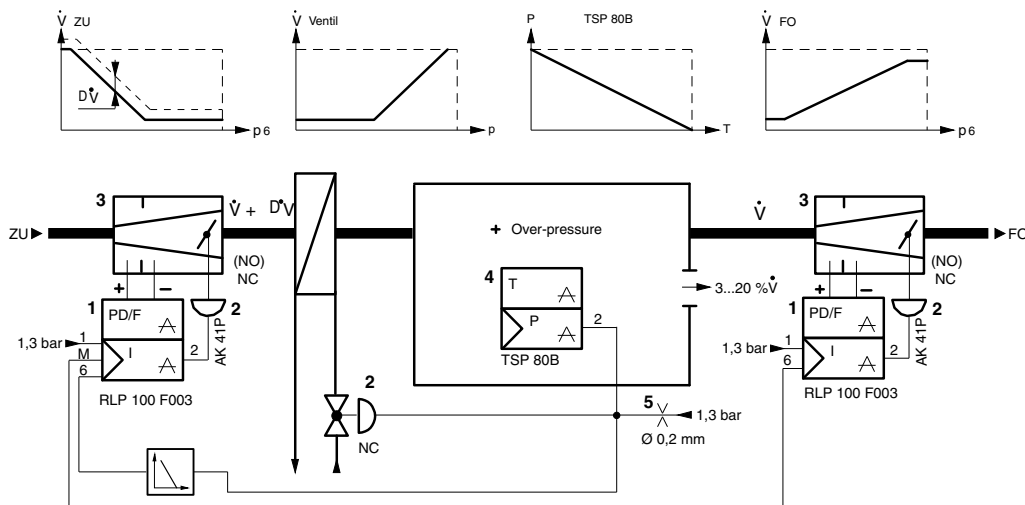 V̇ ZU
V̇ Ventil
P TSP 80B
V̇ FO
DV̇
p 6
p
T
p 6
3
V̇ + DV̇
+ Over-pressure
V̇
3
ZU
FO
(NO)
NC
4
T
P
2
TSP 80B
3...20 %V̇
(NO)
NC
+ −
+ −
1
PD/F
2
AK 41P
1,3 bar
1
M
6
I
2
RLP 100 F003
2
NC
5
1,3 bar
Ø 0,2 mm
1
PD/F
2
AK 41P
1,3 bar
1
6
I
2
RLP 100 F003